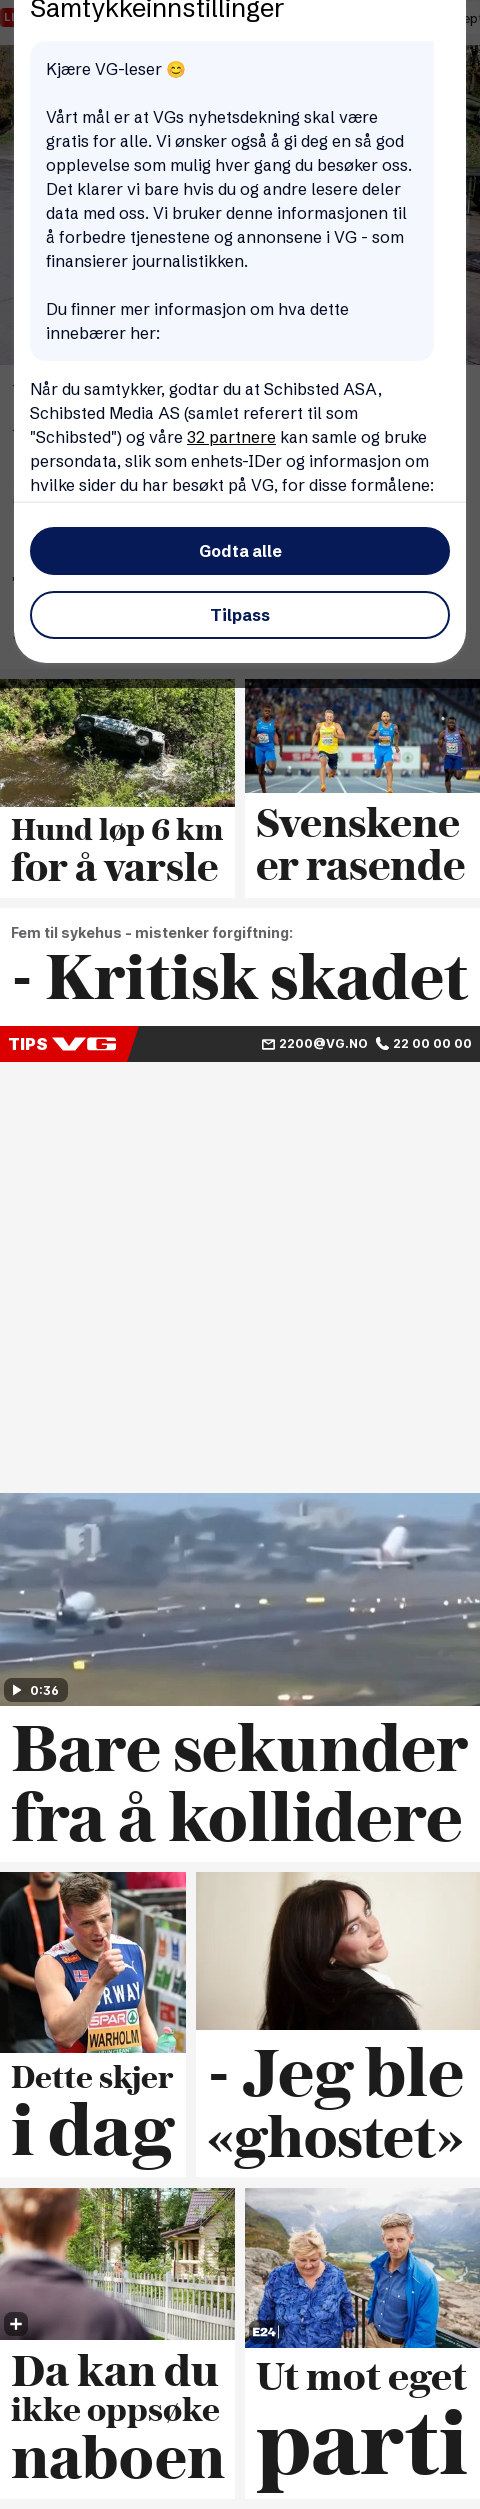 Samtykkeinnstillinger
Kjære VG-leser 😊
Vårt mål er at VGs nyhetsdekning skal være
gratis for alle. Vi ønsker også å gi deg en så god
opplevelse som mulig hver gang du besøker oss.
Det klarer vi bare hvis du og andre lesere deler
data med oss. Vi bruker denne informasjonen til
å forbedre tjenestene og annonsene i VG - som
finansierer journalistikken.
Du finner mer informasjon om hva dette
innebærer her:
Når du samtykker, godtar du at Schibsted ASA,
Schibsted Media AS (samlet referert til som
"Schibsted") og våre 32 partnere kan samle og bruke
persondata, slik som enhets-IDer og informasjon om
hvilke sider du har besøkt på VG, for disse formålene:
Godta alle
Tilpass
Hund løp 6 km
for å varsle
Svenskene
er rasende
Fem til sykehus - mistenker forgiftning:
- Kritisk skadet
TIPS VG 2200@VG.NO 22 00 00 00
0:36
Bare sekunder
fra å kollidere
NORWAY
SPAR
WARHOLM
Dette skjer
i dag
- Jeg ble
«ghostet»
Da kan du
ikke oppsøke
naboen
E24
Ut mot eget
parti